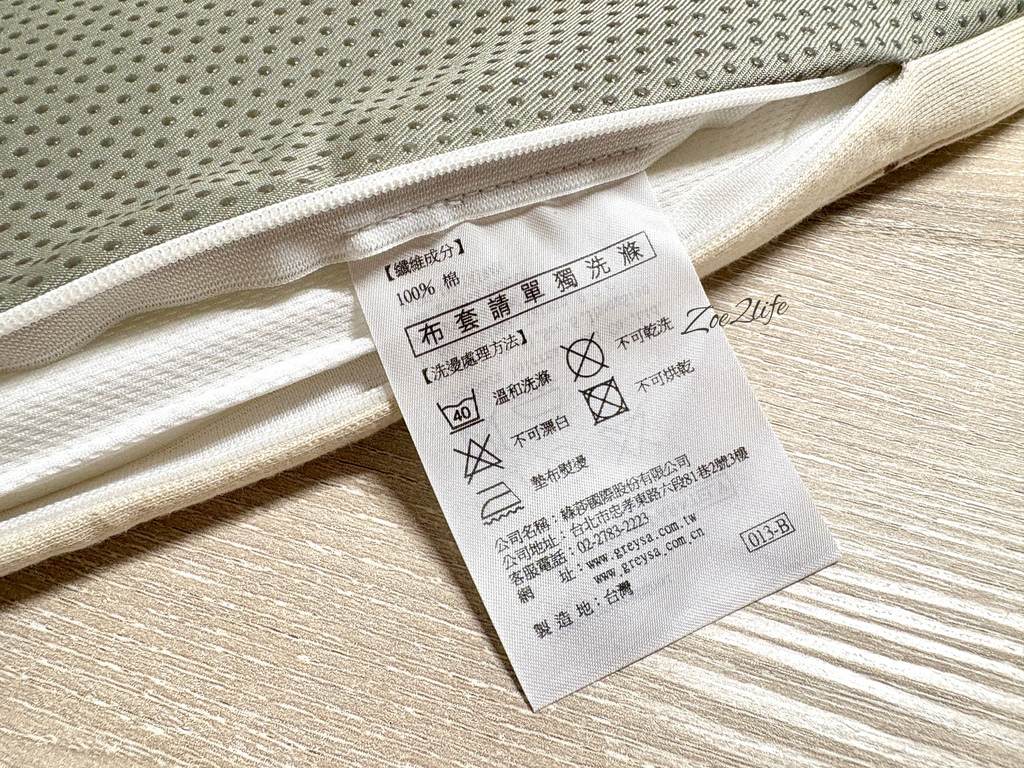 【纖維成分】
100% 棉
布套請單獨洗滌
【洗燙處理方法】
40 溫和洗滌 不可乾洗
不可漂白 不可烘乾
墊布熨燙
公司名稱：綠莎國際股份有限公司
公司地址：台北市忠孝東路六段81巷2號3樓
客服電話：02-2783-2223
網 址：www.greysa.com.tw
www.greysa.com.cn
製造地：台灣
013-B
Zoe2life